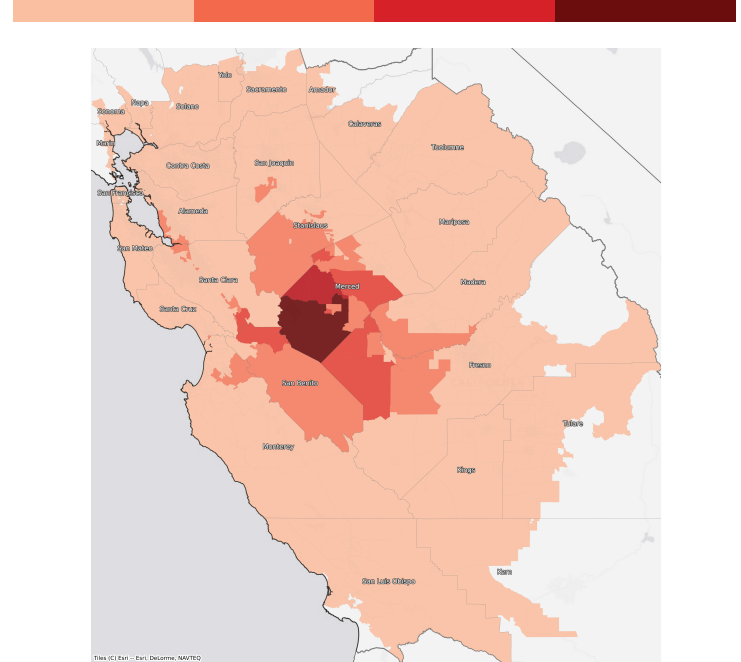 Yolo
Sacramento
Amador
Napa
Solano
Sonoma
Calaveras
Marin
Tuolumne
Contra Costa
San Joaquin
San Francisco
Alameda
Stanislaus
Mariposa
San Mateo
Santa Clara
Madera
Merced
Santa Cruz
Fresno
San Benito
Tulare
Monterey
Kings
Kern
San Luis Obispo
Tiles (C) Esri -- Esri, DeLorme, NAVTEQ